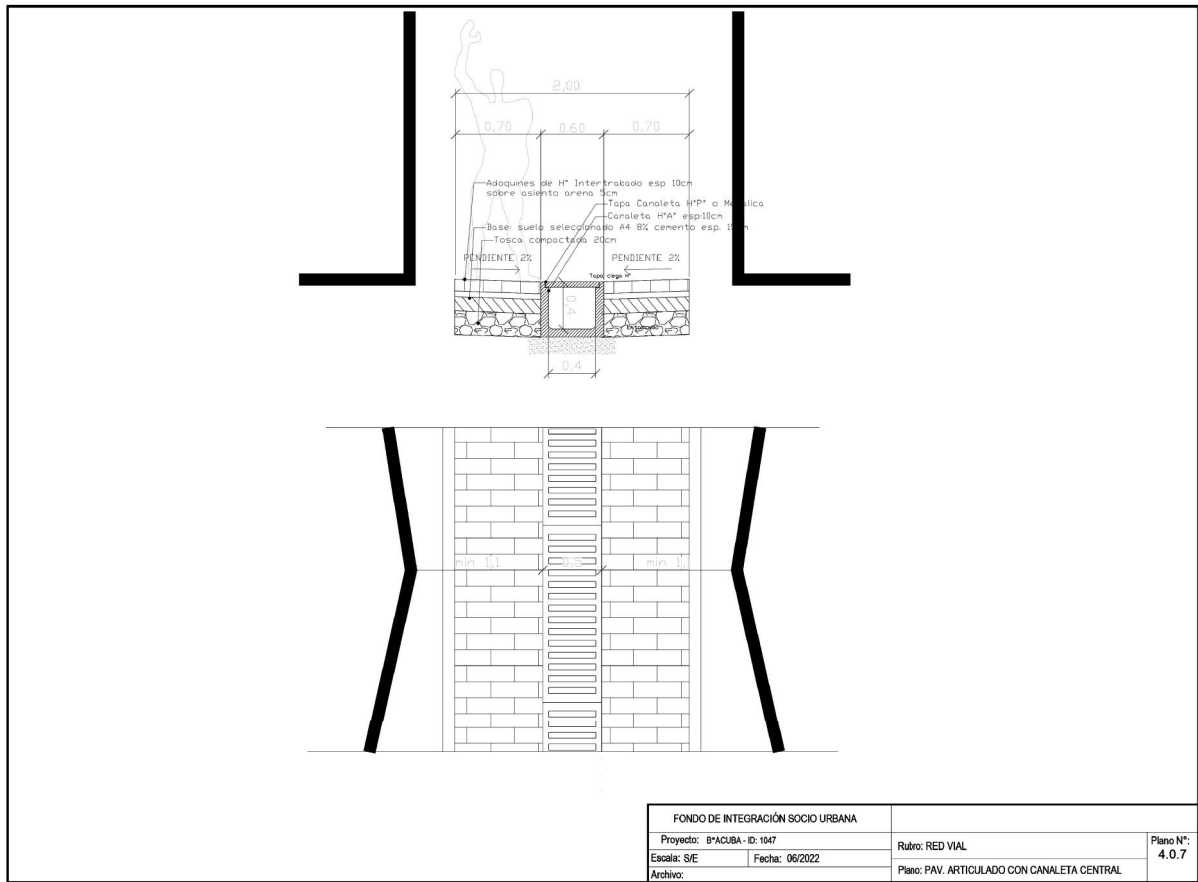 2,00
0,70 0,60 0,70
Adoquines de H° Intertrabado esp 10cm
sobre asiento arena 5cm
Tapa Canaleta H°P° o Metalica
Canaleta H°A° esp:10cm
Base: suelo seleccionado A4 8% cemento esp.
Tosca compactada 20cm
PENDIENTE 2% PENDIENTE 2%
Tapa ciega H°
0,4
0,4
min 1,1 0,5 min 1,1
FONDO DE INTEGRACIÓN SOCIO URBANA
Proyecto: B°ACUBA - ID: 1047
Escala: S/E Fecha: 06/2022
Archivo:
Rubro: RED VIAL
Plano: PAV. ARTICULADO CON CANALETA CENTRAL
Plano N°:
4.0.7